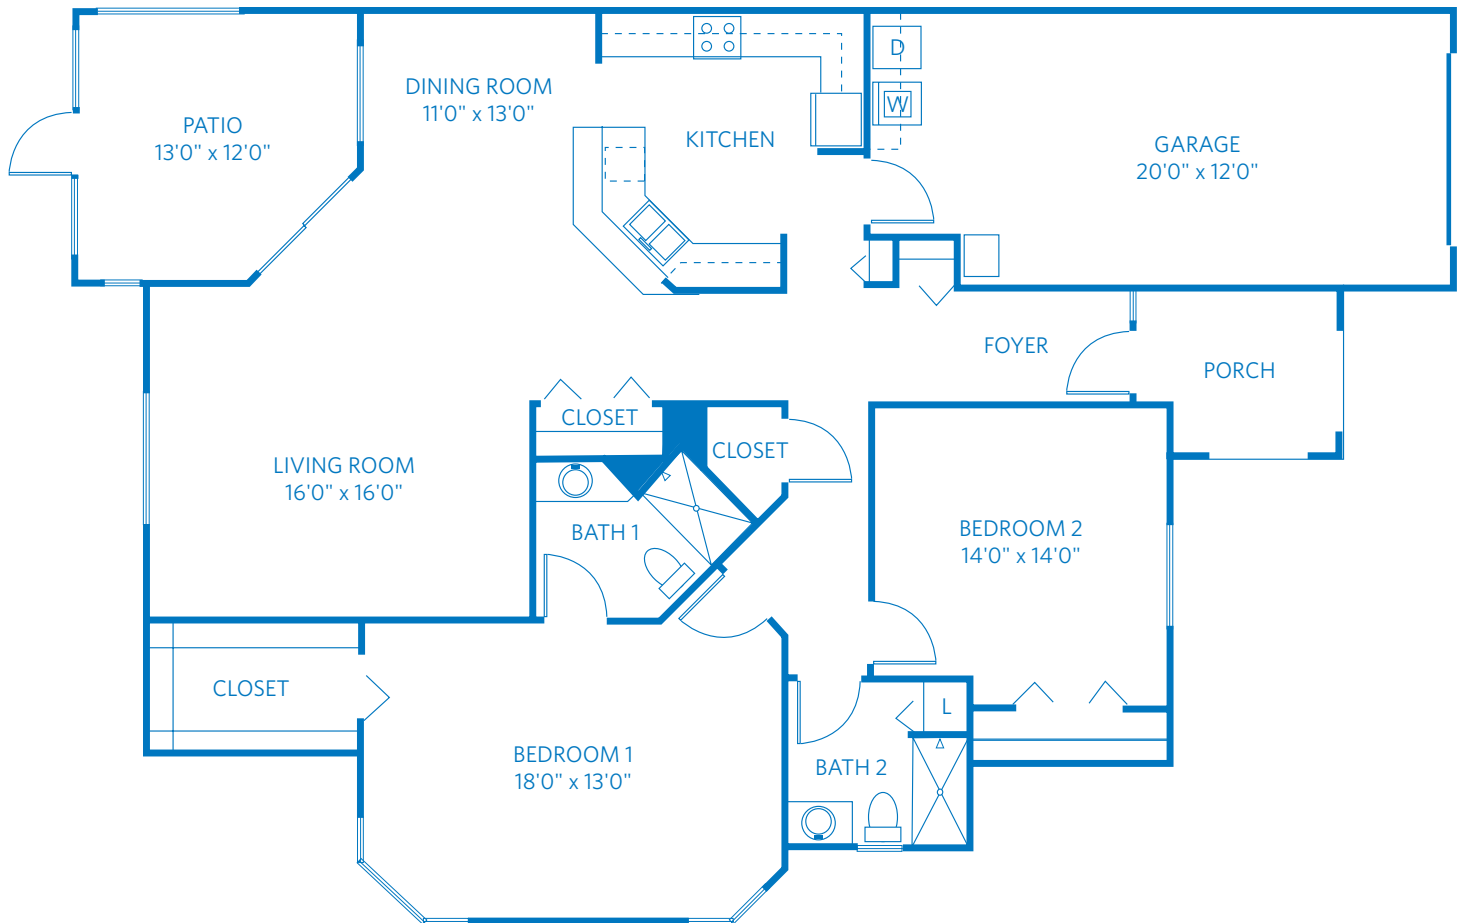 PATIO
13'0" x 12'0"
DINING ROOM
11'0" x 13'0"
KITCHEN
D
W
GARAGE
20'0" x 12'0"
FOYER
PORCH
CLOSET
CLOSET
LIVING ROOM
16'0" x 16'0"
BATH 1
BEDROOM 2
14'0" x 14'0"
CLOSET
L
BEDROOM 1
18'0" x 13'0"
BATH 2